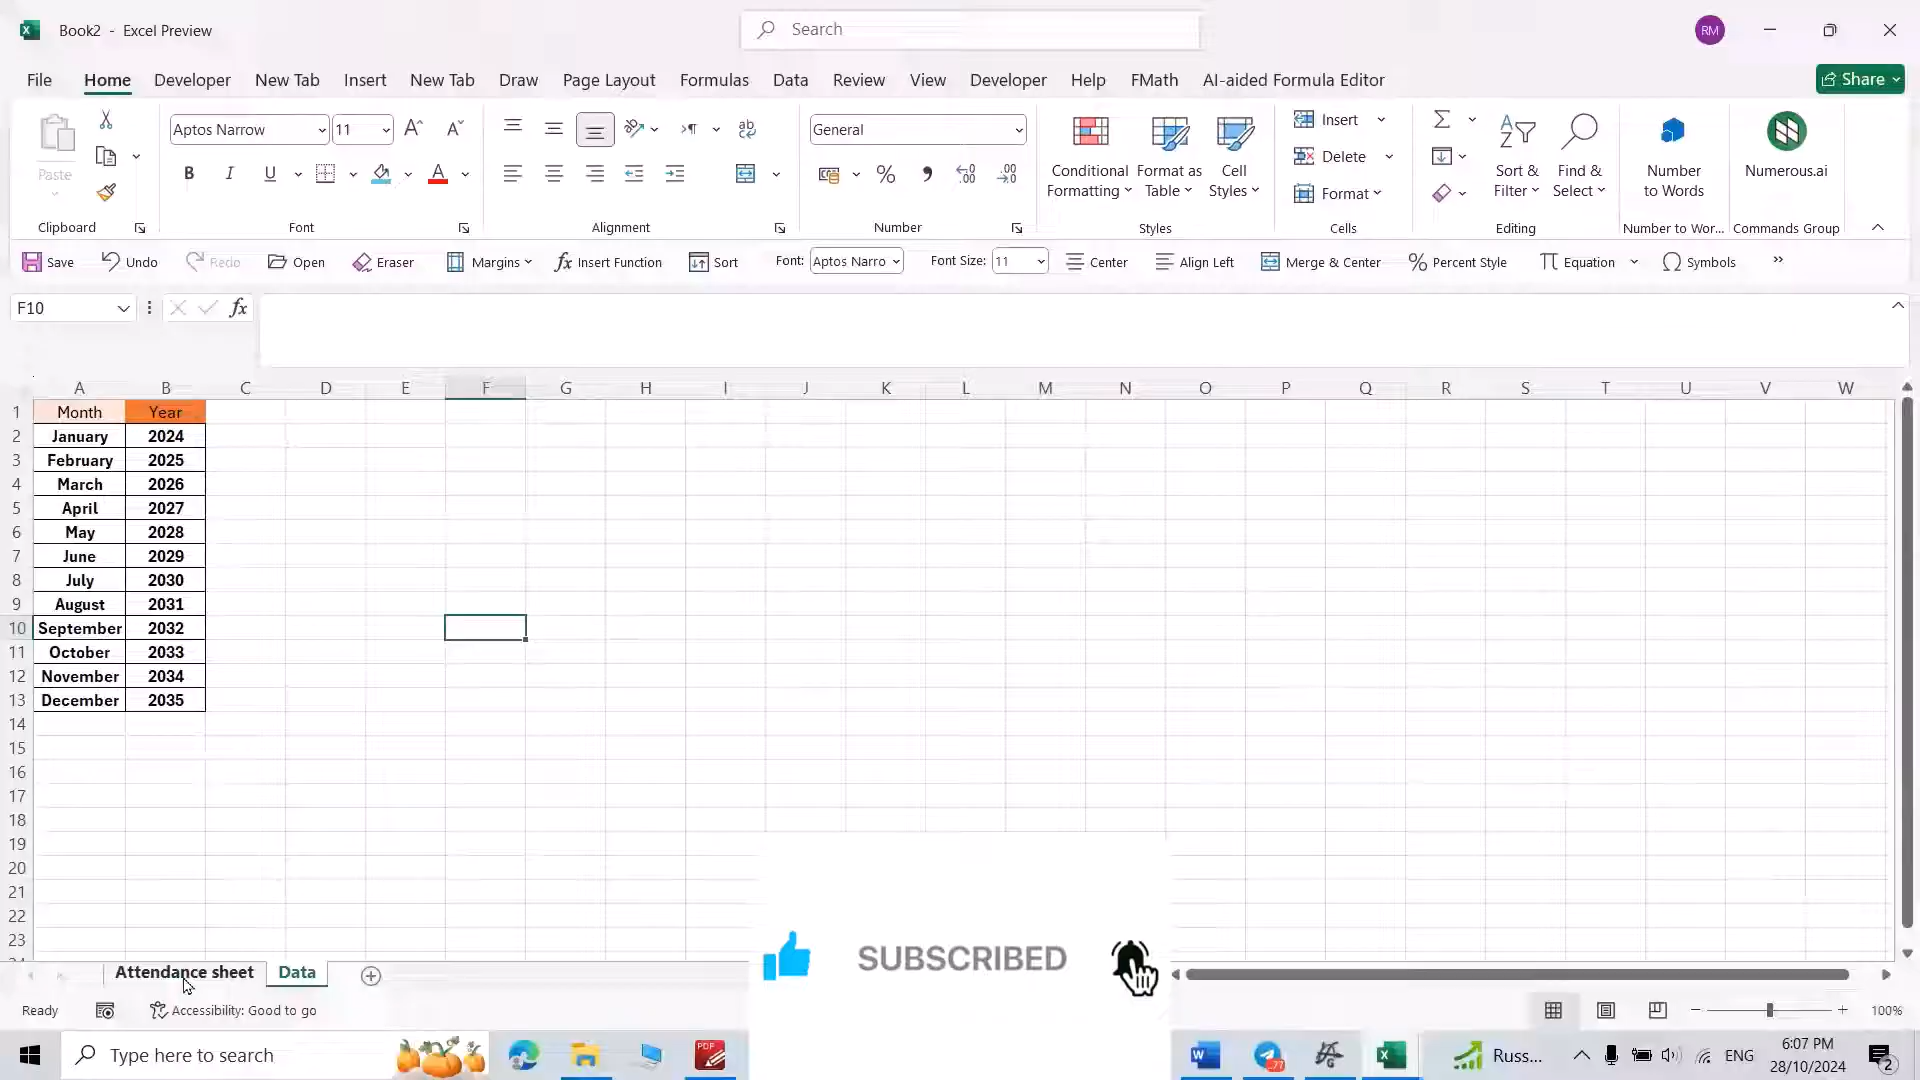 Book2 - Excel Preview
Search
RM
File Home Developer New Tab Insert New Tab Draw Page Layout Formulas Data Review View Developer Help FMath AI-aided Formula Editor
Share
Paste
Aptos Narrow 11
General
Conditional Formatting
Format as Table
Cell Styles
Insert
Delete
Format
Sort & Filter
Find & Select
Number to Words
Numerous.ai
Clipboard Font Alignment Number Styles Cells Editing Number to Wor... Commands Group
Save Undo Redo Open Eraser Margins Insert Function Sort Font: Aptos Narro Font Size: 11 Center Align Left Merge & Center Percent Style Equation Symbols
F10
fx
A B C D E F G H I J K L M N O P Q R S T U V W
1 Month Year
2 January 2024
3 February 2025
4 March 2026
5 April 2027
6 May 2028
7 June 2029
8 July 2030
9 August 2031
10 September 2032
11 October 2033
12 November 2034
13 December 2035
14
15
16
17
18
19
20
21
22
23
SUBSCRIBED
Attendance sheet Data
Ready Accessibility: Good to go
100%
Type here to search
PDF
77
Russ...
ENG
6:07 PM
28/10/2024
2